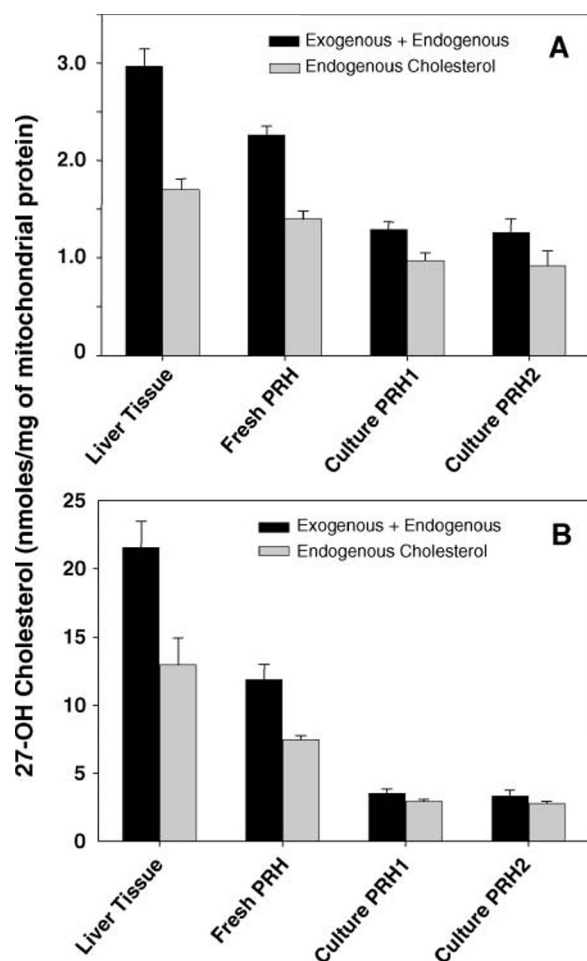 27-OH Cholesterol (nmoles/mg of mitochondrial protein)
A
Exogenous + Endogenous
Endogenous Cholesterol
3.0
2.0
1.0
0
Liver Tissue
Fresh PRH
Culture PRH1
Culture PRH2
B
Exogenous + Endogenous
Endogenous Cholesterol
25
20
15
10
5
0
Liver Tissue
Fresh PRH
Culture PRH1
Culture PRH2